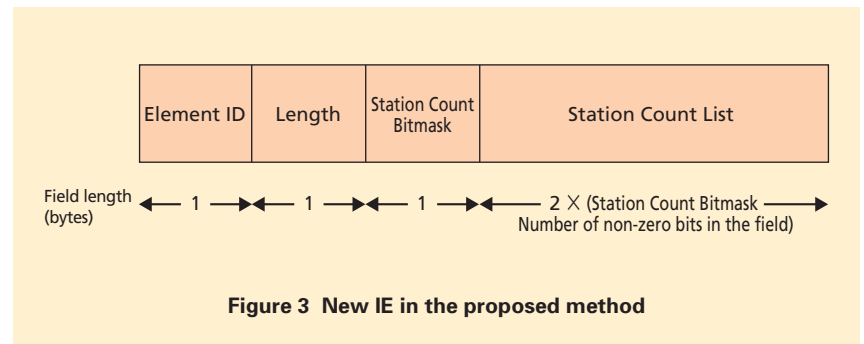 Element ID
Length
Station Count
Bitmask
Station Count List
Field length
(bytes)
1
1
1
2 × (Station Count Bitmask
Number of non-zero bits in the field)
Figure 3 New IE in the proposed method